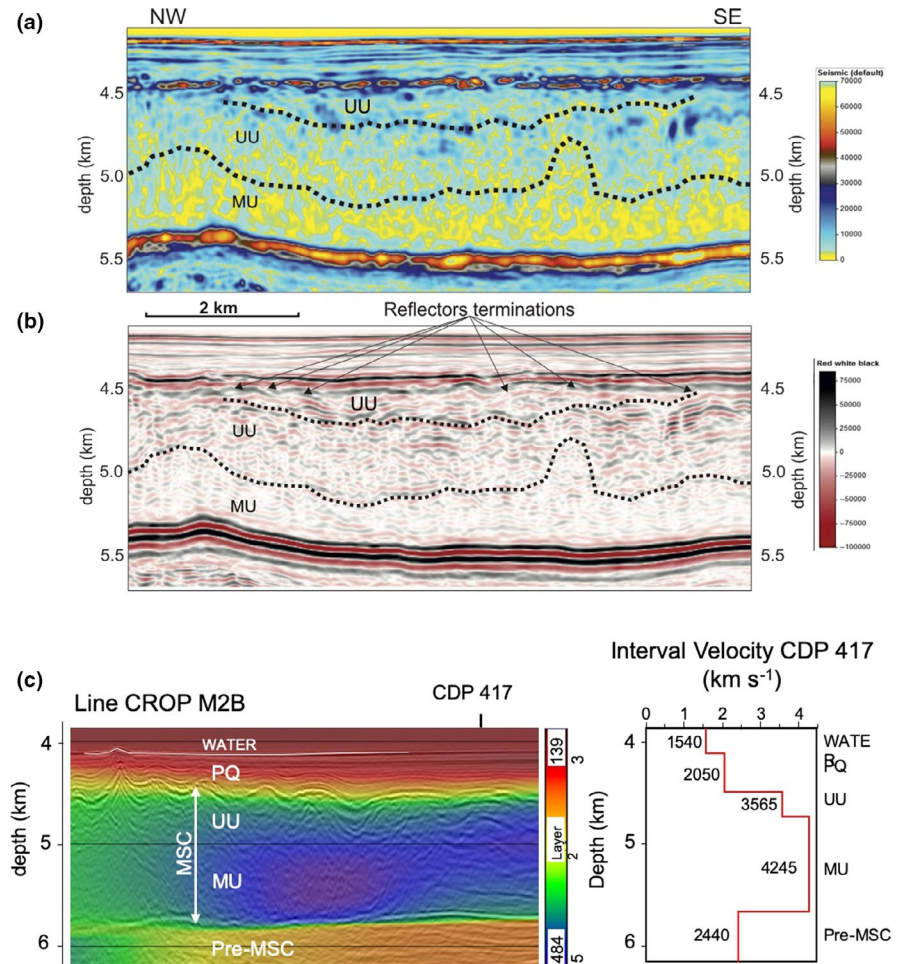 (a)
NW
SE
4.5
5.0
5.5
depth (km)
UU
UU
MU
4.5
5.0
5.5
depth (km)
Seismic (default)
70000
60000
50000
40000
30000
20000
10000
0
(b)
2 km
Reflectors terminations
4.5
5.0
5.5
depth (km)
UU
UU
MU
4.5
5.0
5.5
depth (km)
Red white black
75000
50000
25000
0
-25000
-50000
-75000
-100000
(c)
Line CROP M2B
CDP 417
4
5
6
depth (km)
WATER
PQ
UU
MSC
MU
Pre-MSC
139
Layer
484
3
2
5
Interval Velocity CDP 417
(km s-1)
0 1 2 3 4
4
5
6
Depth (km)
1540
2050
3565
4245
2440
WATE
R
PQ
UU
MU
Pre-MSC